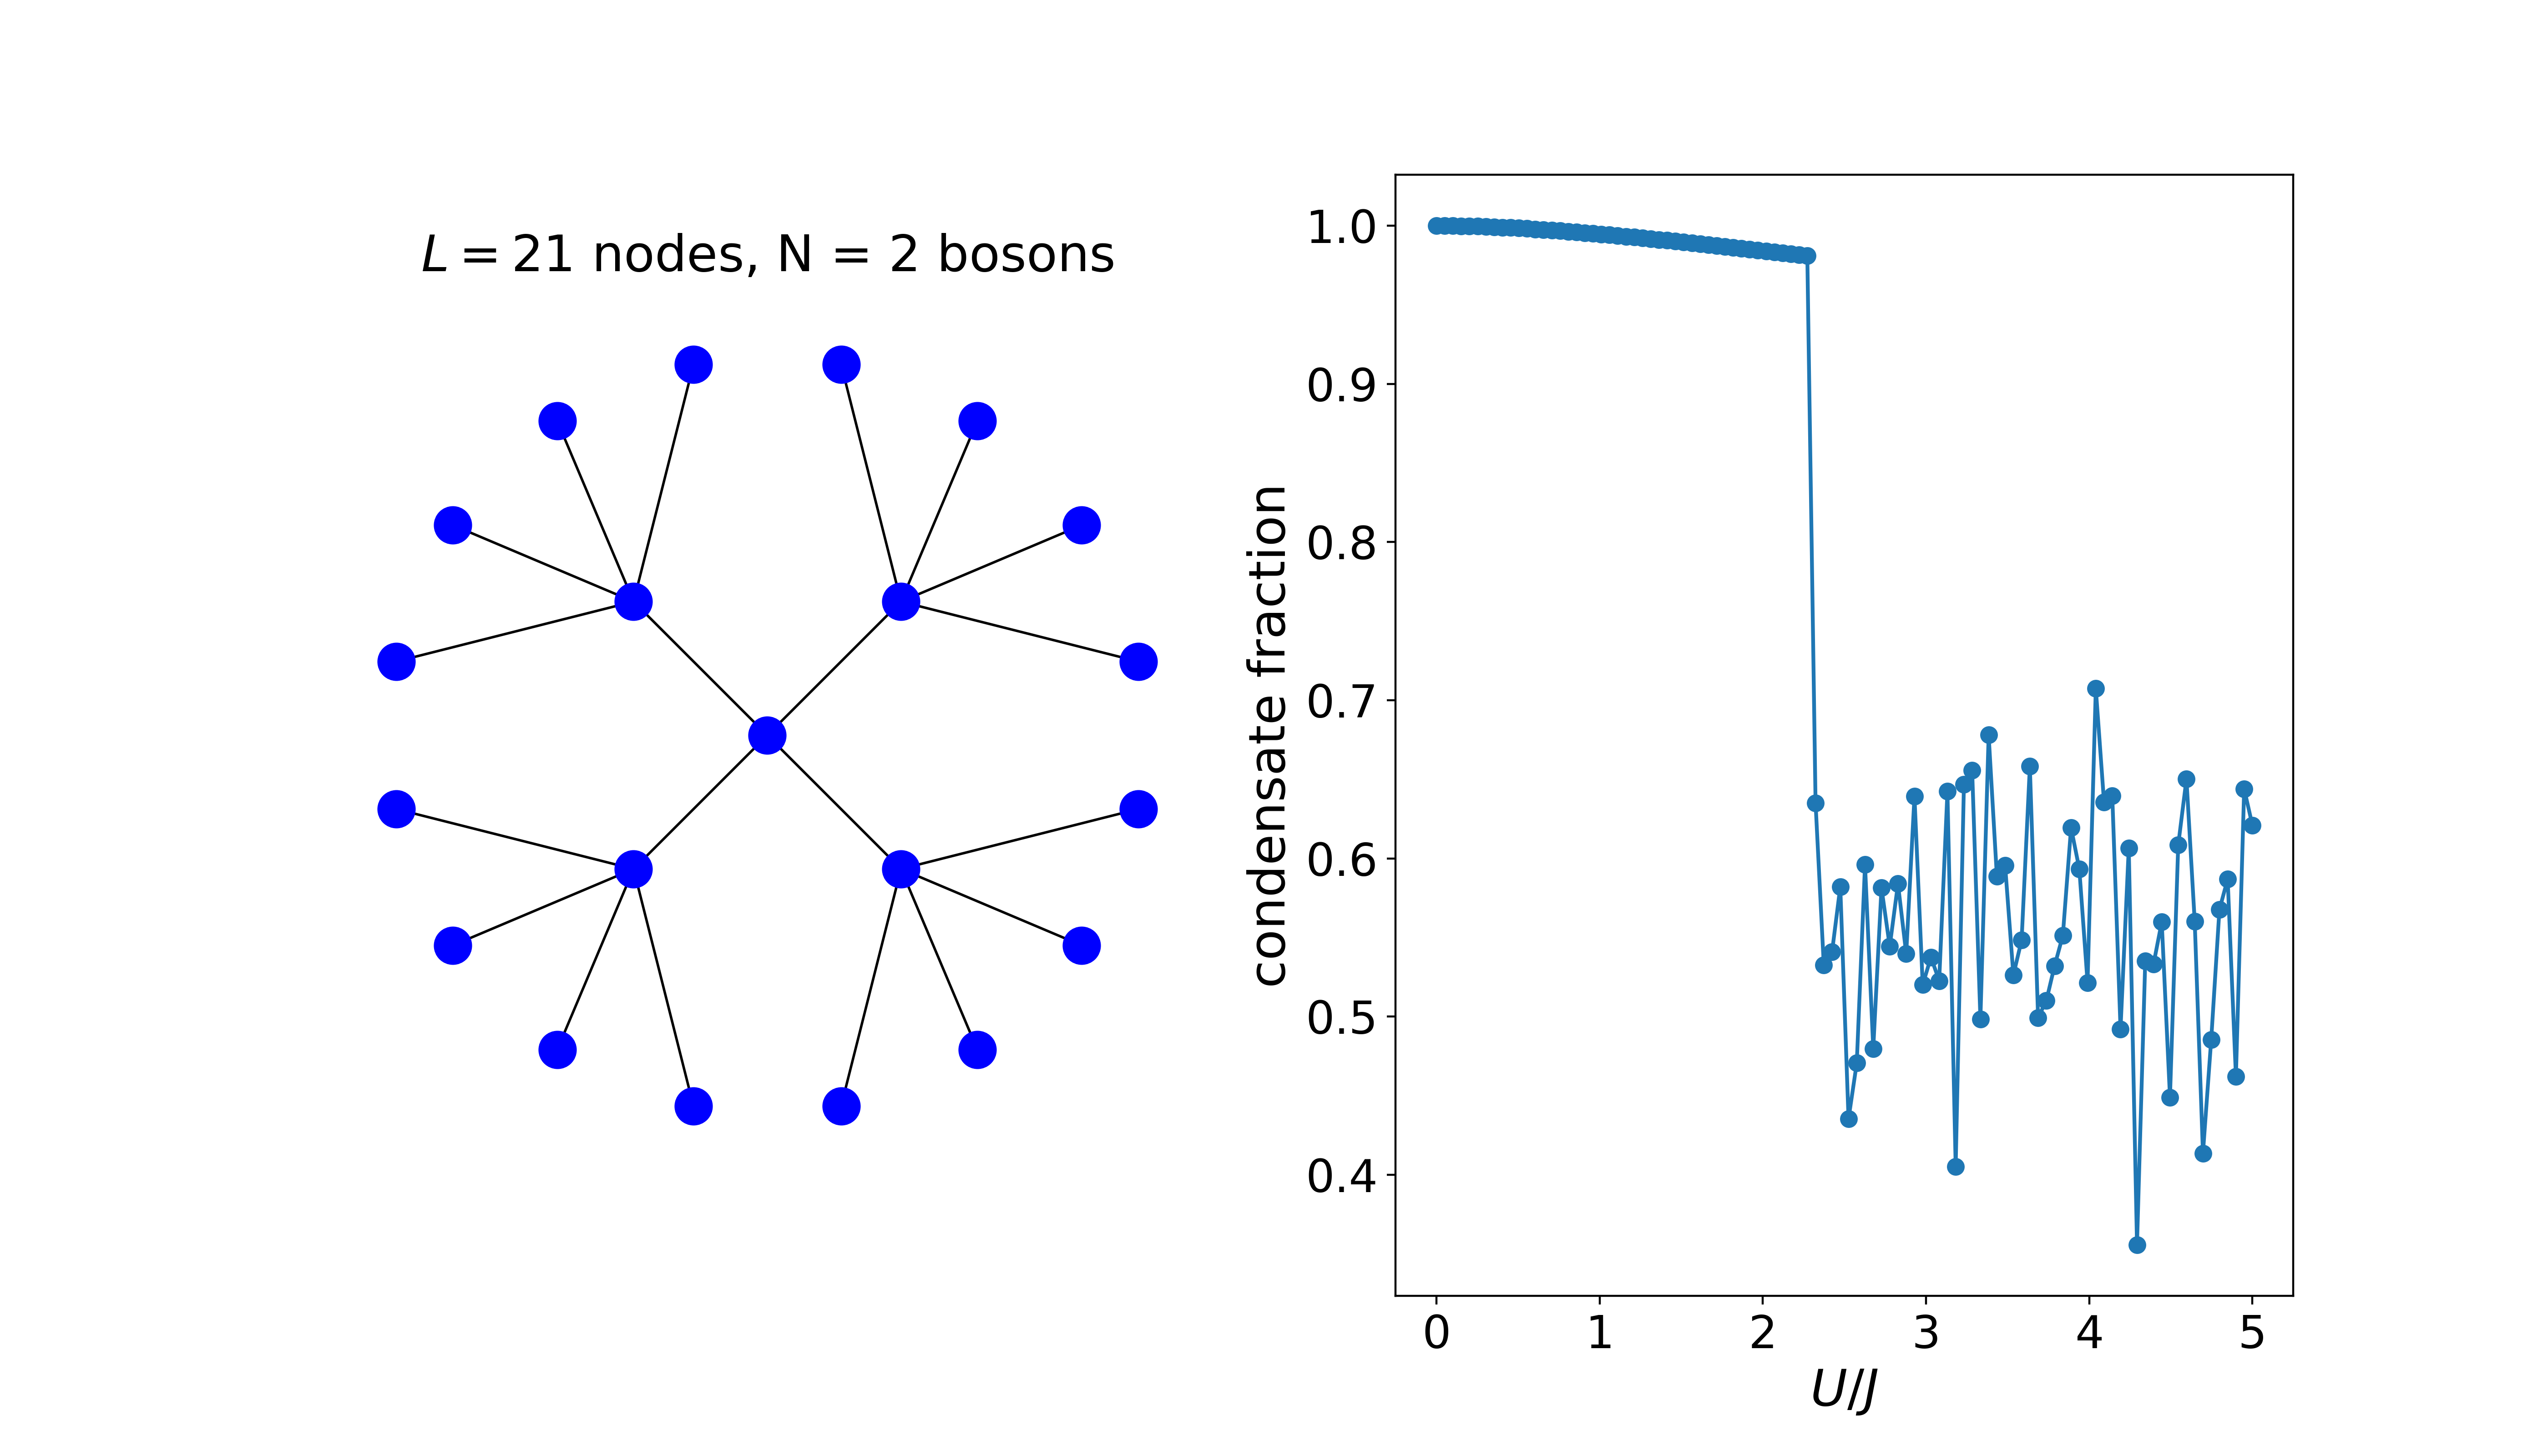 L = 21 nodes, N = 2 bosons
condensate fraction
1.0
0.9
0.8
0.7
0.6
0.5
0.4
0 1 2 3 4 5
U/J